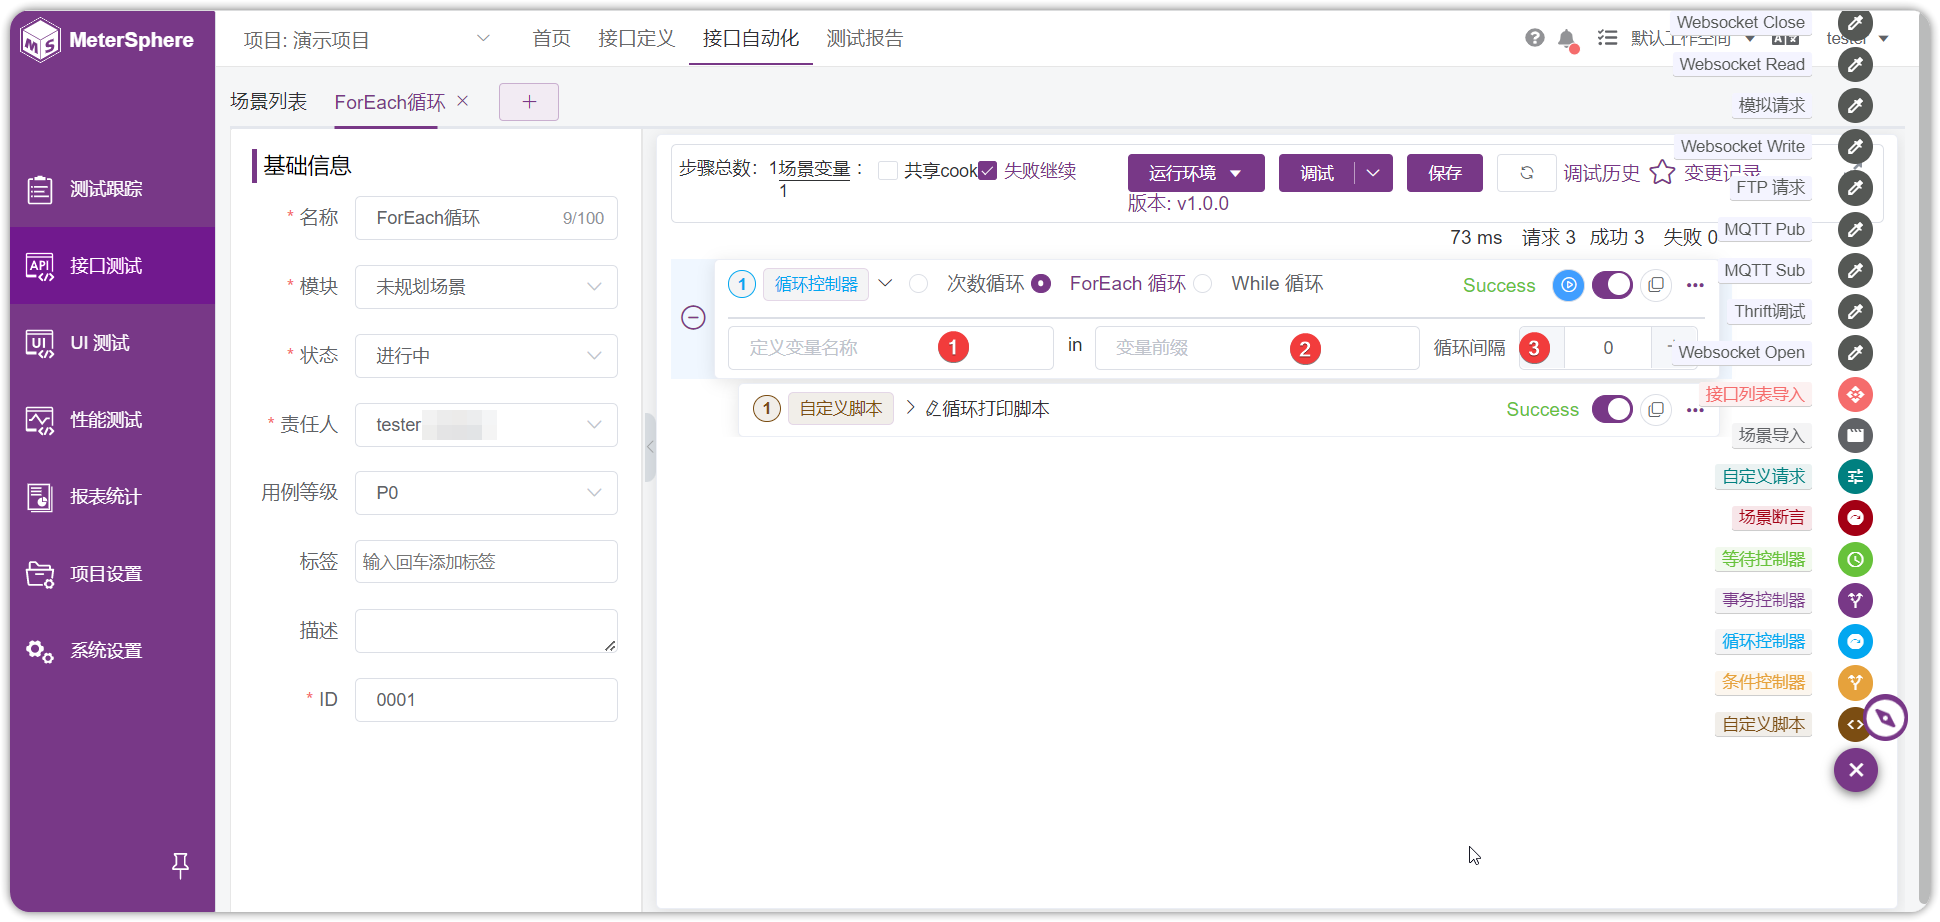 MeterSphere
项目: 演示项目
首页
接口定义
接口自动化
测试报告
默认工作空间
tester
场景列表
ForEach循环
测试跟踪
接口测试
UI 测试
性能测试
报表统计
项目设置
系统设置
基础信息
* 名称
ForEach循环
9/100
* 模块
未规划场景
* 状态
进行中
* 责任人
tester
用例等级
P0
标签
输入回车添加标签
描述
* ID
0001
步骤总数：1
场景变量：
1
共享cook
失败继续
运行环境
调试
保存
调试历史
变更记录
版本: v1.0.0
73 ms 请求 3 成功 3 失败 0
1
循环控制器
次数循环
ForEach 循环
While 循环
Success
定义变量名称
1
in
变量前缀
2
循环间隔
3
0
1
自定义脚本
循环打印脚本
Success
Websocket Close
Websocket Read
模拟请求
Websocket Write
FTP 请求
MQTT Pub
MQTT Sub
Thrift调试
Websocket Open
接口列表导入
场景导入
自定义请求
场景断言
等待控制器
事务控制器
循环控制器
条件控制器
自定义脚本